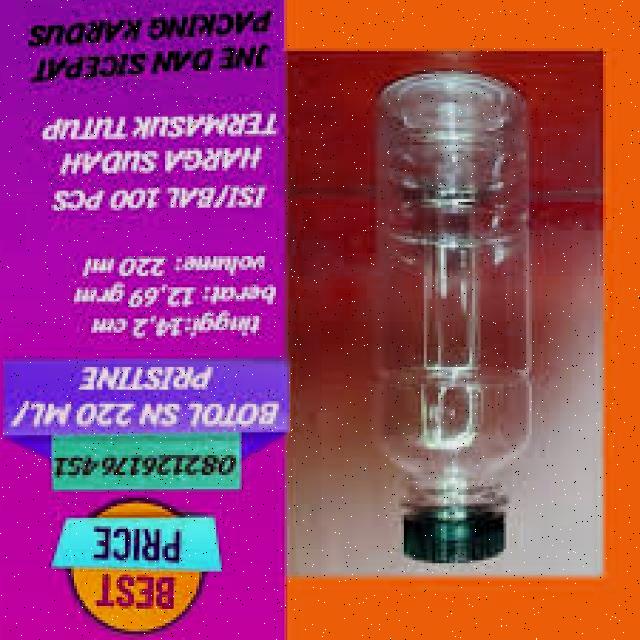 BEST
PRICE
082126176451
BOTOL SN 220 ML/
PRISTINE
tinggi:14,2 cm
berat: 12,69 grm
volume: 220 ml
ISI/BAL 100 PCS
HARGA SUDAH
TERMASUK TUTUP
JNE DAN SICEPAT
PACKING KARDUS